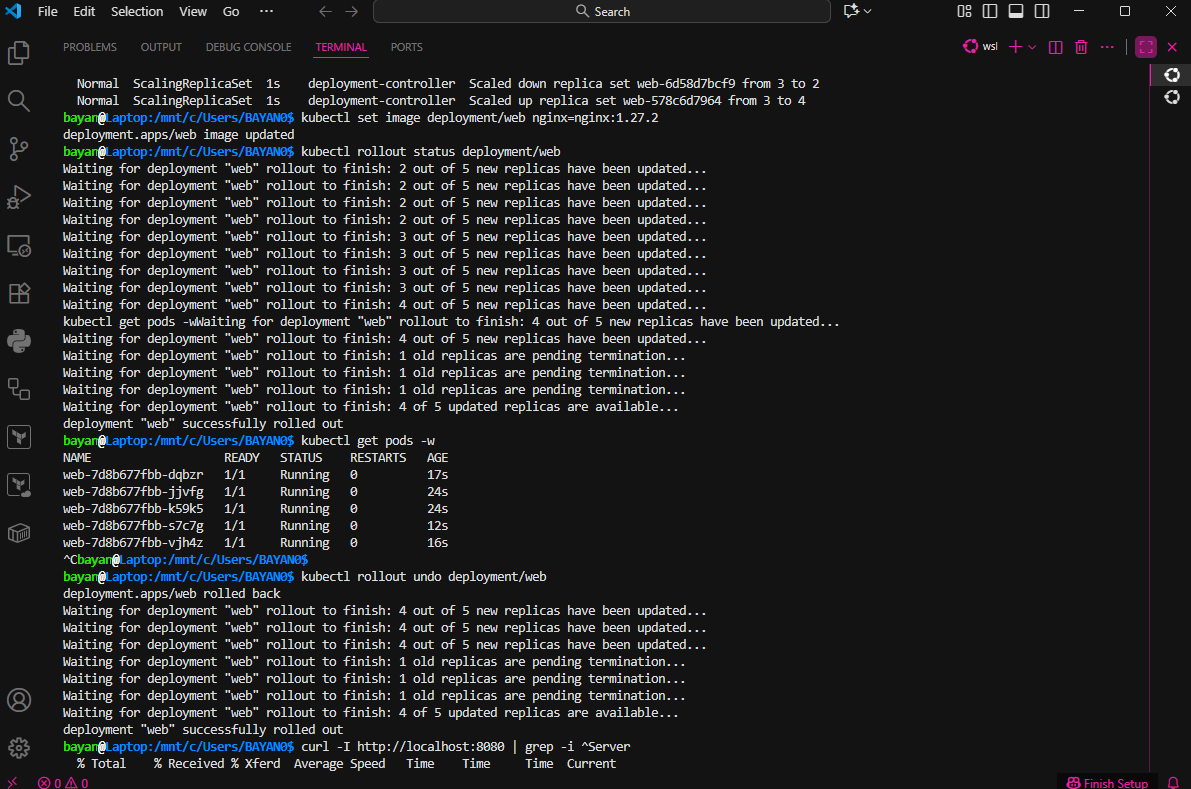 File Edit Selection View Go ... Search
PROBLEMS OUTPUT DEBUG CONSOLE TERMINAL PORTS wsl
Normal ScalingReplicaSet 1s deployment-controller Scaled down replica set web-6d58d7bcf9 from 3 to 2
Normal ScalingReplicaSet 1s deployment-controller Scaled up replica set web-578c6d7964 from 3 to 4
bayan@Laptop:/mnt/c/Users/BAYAN0$ kubectl set image deployment/web nginx=nginx:1.27.2
deployment.apps/web image updated
bayan@Laptop:/mnt/c/Users/BAYAN0$ kubectl rollout status deployment/web
Waiting for deployment "web" rollout to finish: 2 out of 5 new replicas have been updated...
Waiting for deployment "web" rollout to finish: 2 out of 5 new replicas have been updated...
Waiting for deployment "web" rollout to finish: 2 out of 5 new replicas have been updated...
Waiting for deployment "web" rollout to finish: 2 out of 5 new replicas have been updated...
Waiting for deployment "web" rollout to finish: 3 out of 5 new replicas have been updated...
Waiting for deployment "web" rollout to finish: 3 out of 5 new replicas have been updated...
Waiting for deployment "web" rollout to finish: 3 out of 5 new replicas have been updated...
Waiting for deployment "web" rollout to finish: 3 out of 5 new replicas have been updated...
Waiting for deployment "web" rollout to finish: 4 out of 5 new replicas have been updated...
kubectl get pods -wWaiting for deployment "web" rollout to finish: 4 out of 5 new replicas have been updated...
Waiting for deployment "web" rollout to finish: 4 out of 5 new replicas have been updated...
Waiting for deployment "web" rollout to finish: 1 old replicas are pending termination...
Waiting for deployment "web" rollout to finish: 1 old replicas are pending termination...
Waiting for deployment "web" rollout to finish: 1 old replicas are pending termination...
Waiting for deployment "web" rollout to finish: 4 of 5 updated replicas are available...
deployment "web" successfully rolled out
bayan@Laptop:/mnt/c/Users/BAYAN0$ kubectl get pods -w
NAME READY STATUS RESTARTS AGE
web-7d8b677fbb-dqbzr 1/1 Running 0 17s
web-7d8b677fbb-jjvfg 1/1 Running 0 24s
web-7d8b677fbb-k59k5 1/1 Running 0 24s
web-7d8b677fbb-s7c7g 1/1 Running 0 12s
web-7d8b677fbb-vjh4z 1/1 Running 0 16s
^Cbayan@Laptop:/mnt/c/Users/BAYAN0$
bayan@Laptop:/mnt/c/Users/BAYAN0$ kubectl rollout undo deployment/web
deployment.apps/web rolled back
Waiting for deployment "web" rollout to finish: 4 out of 5 new replicas have been updated...
Waiting for deployment "web" rollout to finish: 4 out of 5 new replicas have been updated...
Waiting for deployment "web" rollout to finish: 4 out of 5 new replicas have been updated...
Waiting for deployment "web" rollout to finish: 1 old replicas are pending termination...
Waiting for deployment "web" rollout to finish: 1 old replicas are pending termination...
Waiting for deployment "web" rollout to finish: 1 old replicas are pending termination...
Waiting for deployment "web" rollout to finish: 4 of 5 updated replicas are available...
deployment "web" successfully rolled out
bayan@Laptop:/mnt/c/Users/BAYAN0$ curl -I http://localhost:8080 | grep -i ^Server
% Total % Received % Xferd Average Speed Time Time Time Current
0 0 Finish Setup